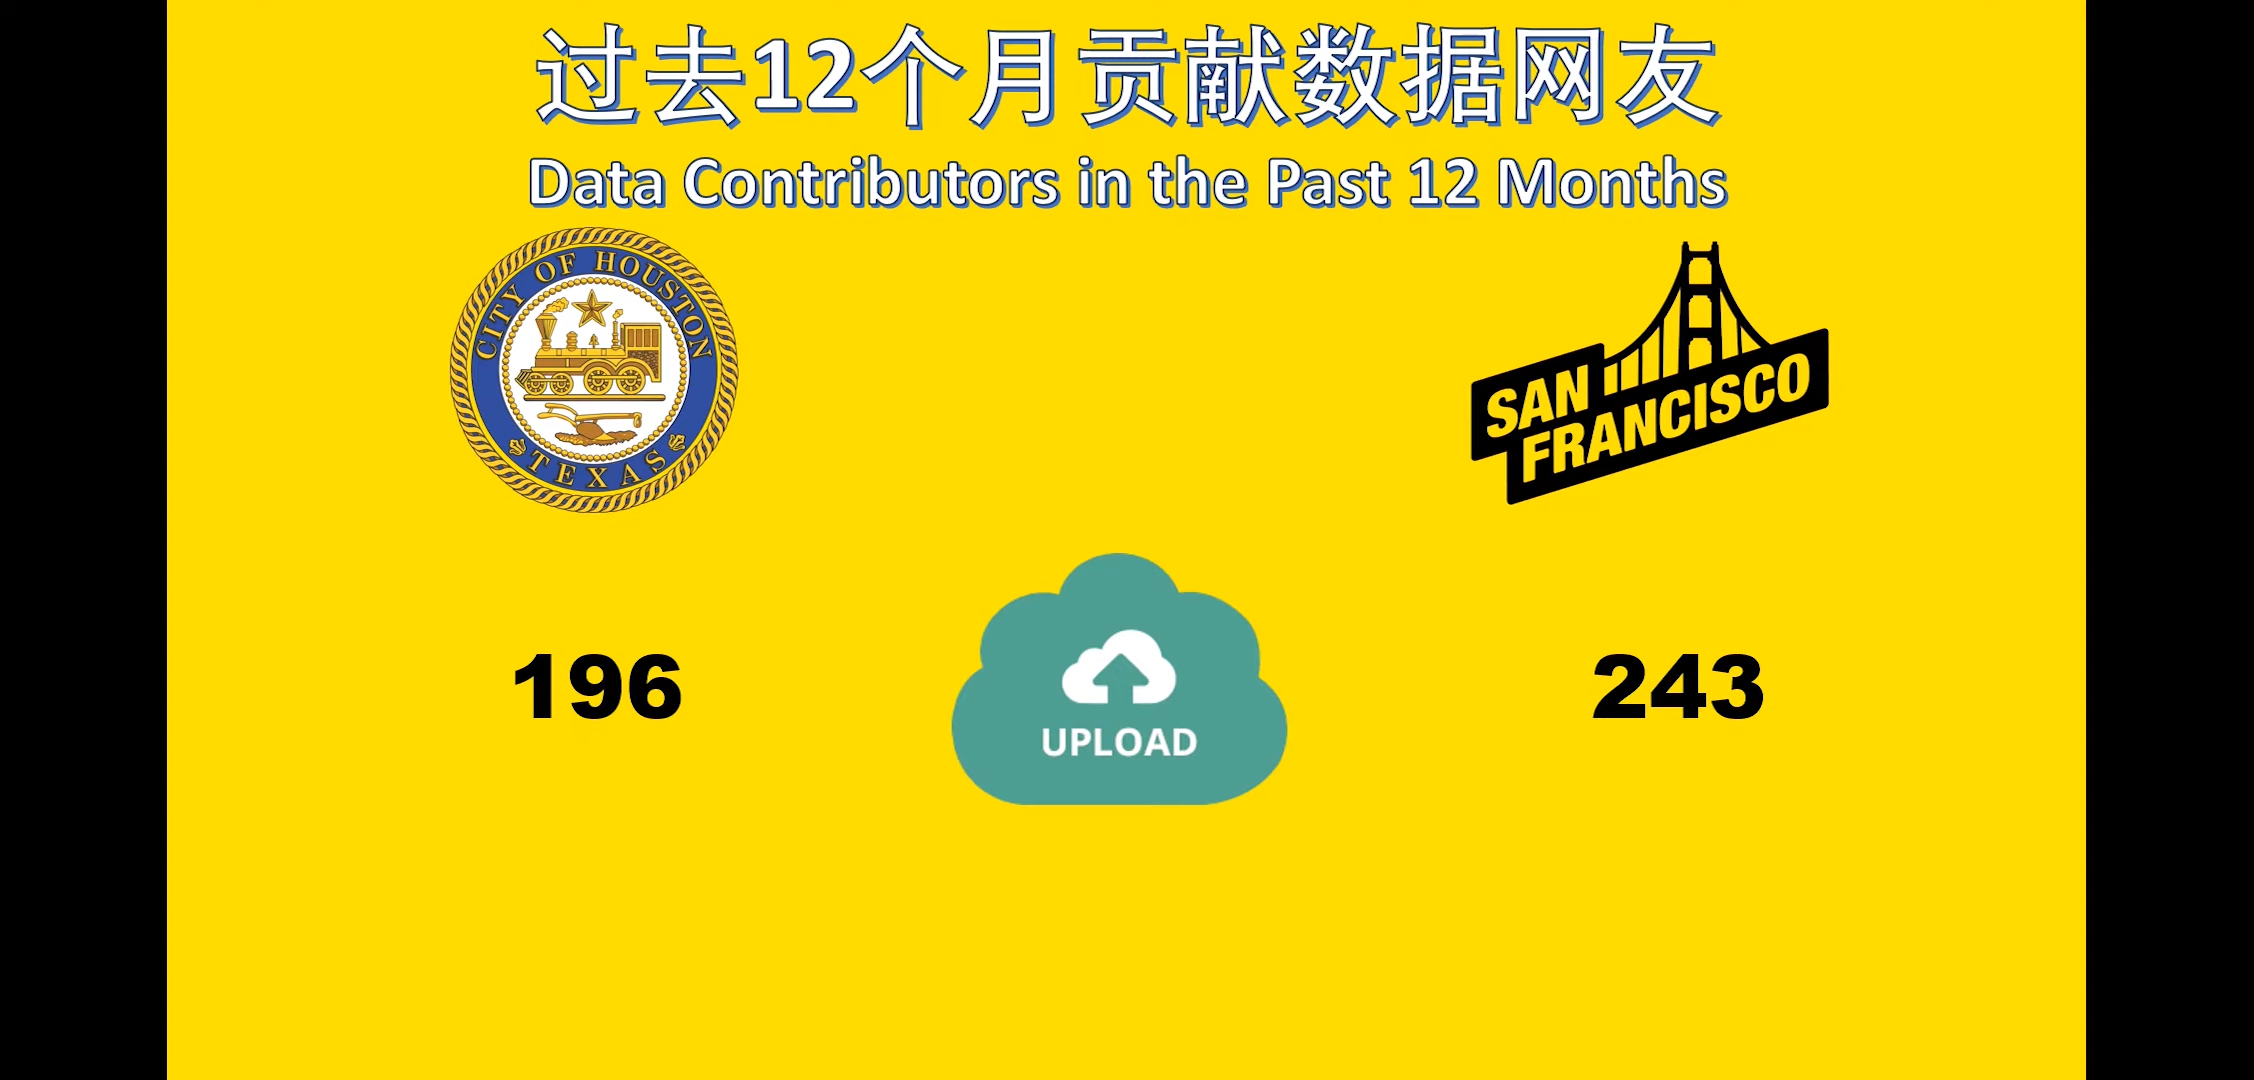 过去12个月贡献数据网友
Data Contributors in the Past 12 Months
CITY OF HOUSTON
TEXAS
SAN
FRANCISCO
196
UPLOAD
243